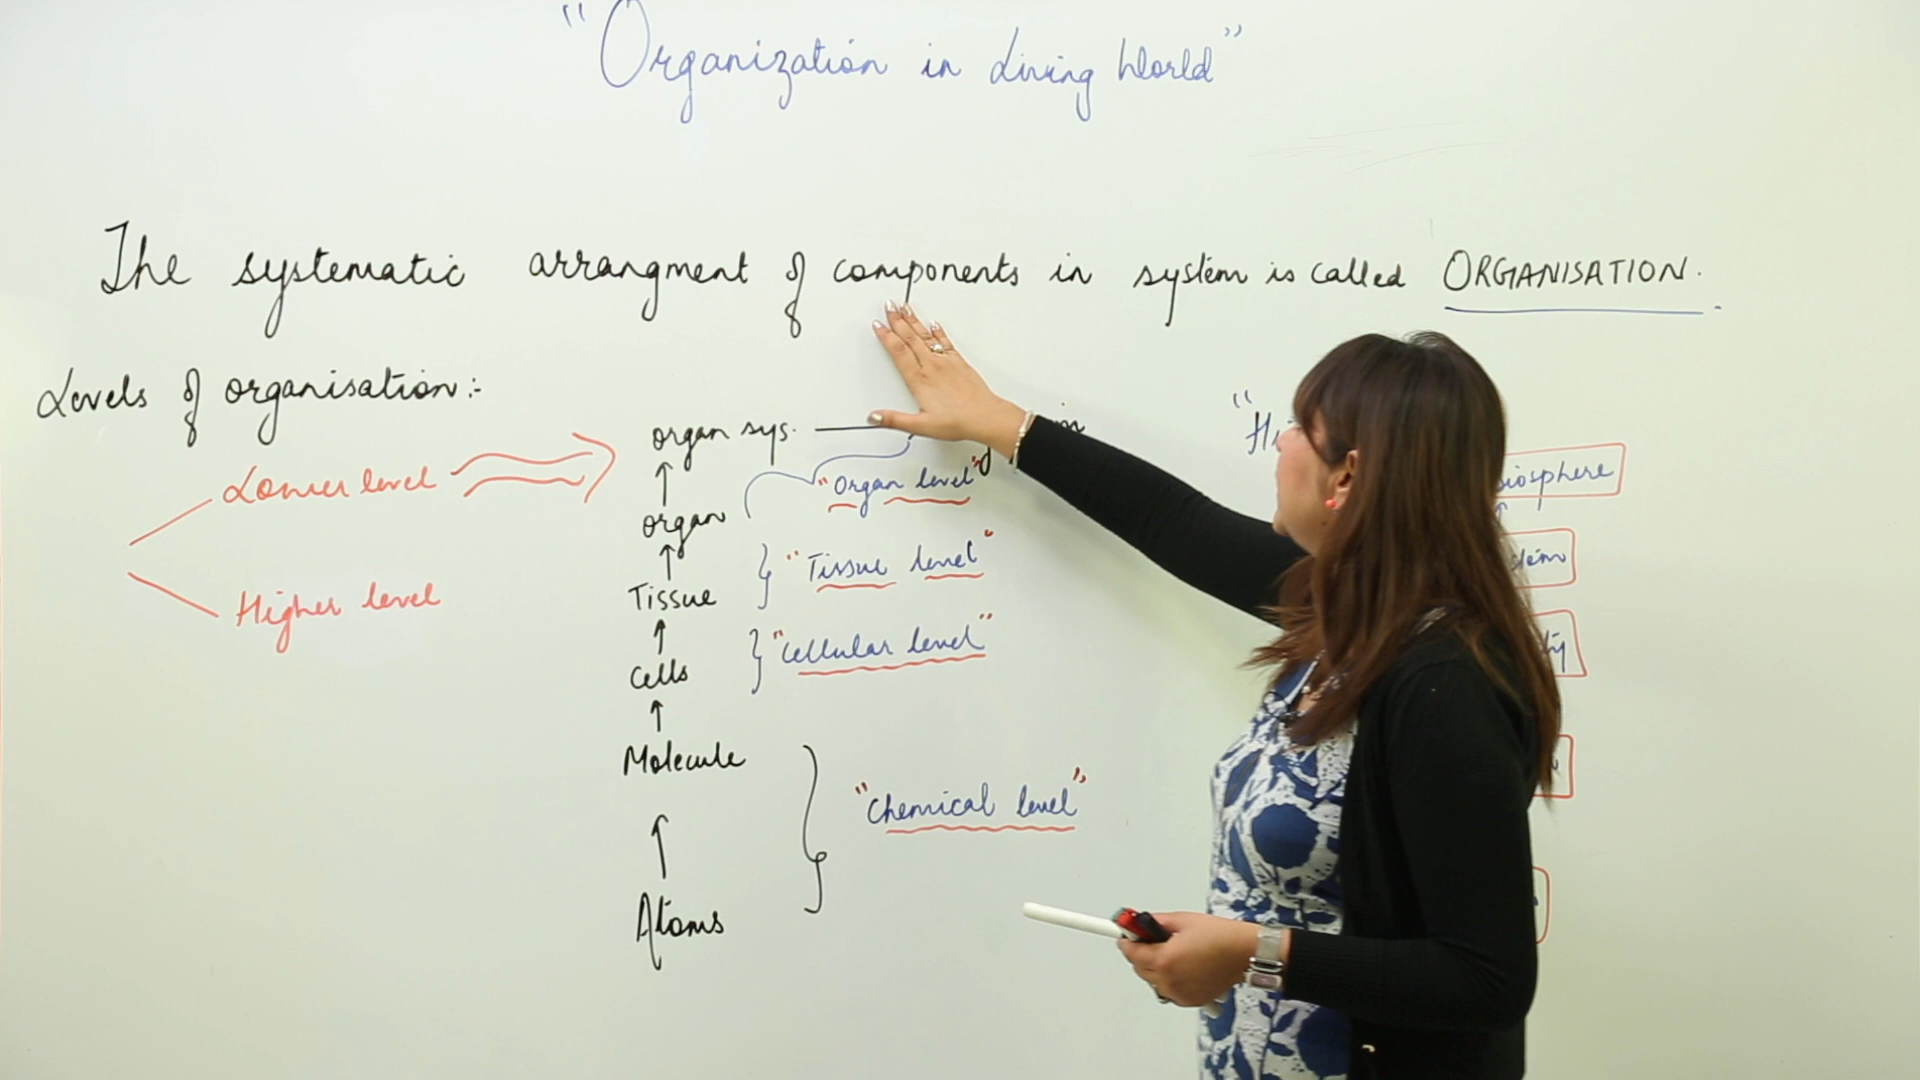 "Organization in Living World"
The systematic arrangment of components in system is called ORGANISATION.
Levels of organisation:-
Lower level
Higher level
organ sys.
"Organ level"
organ
"Tissue level"
Tissue
"Cellular level"
Cells
Molecule
"Chemical level"
Atoms